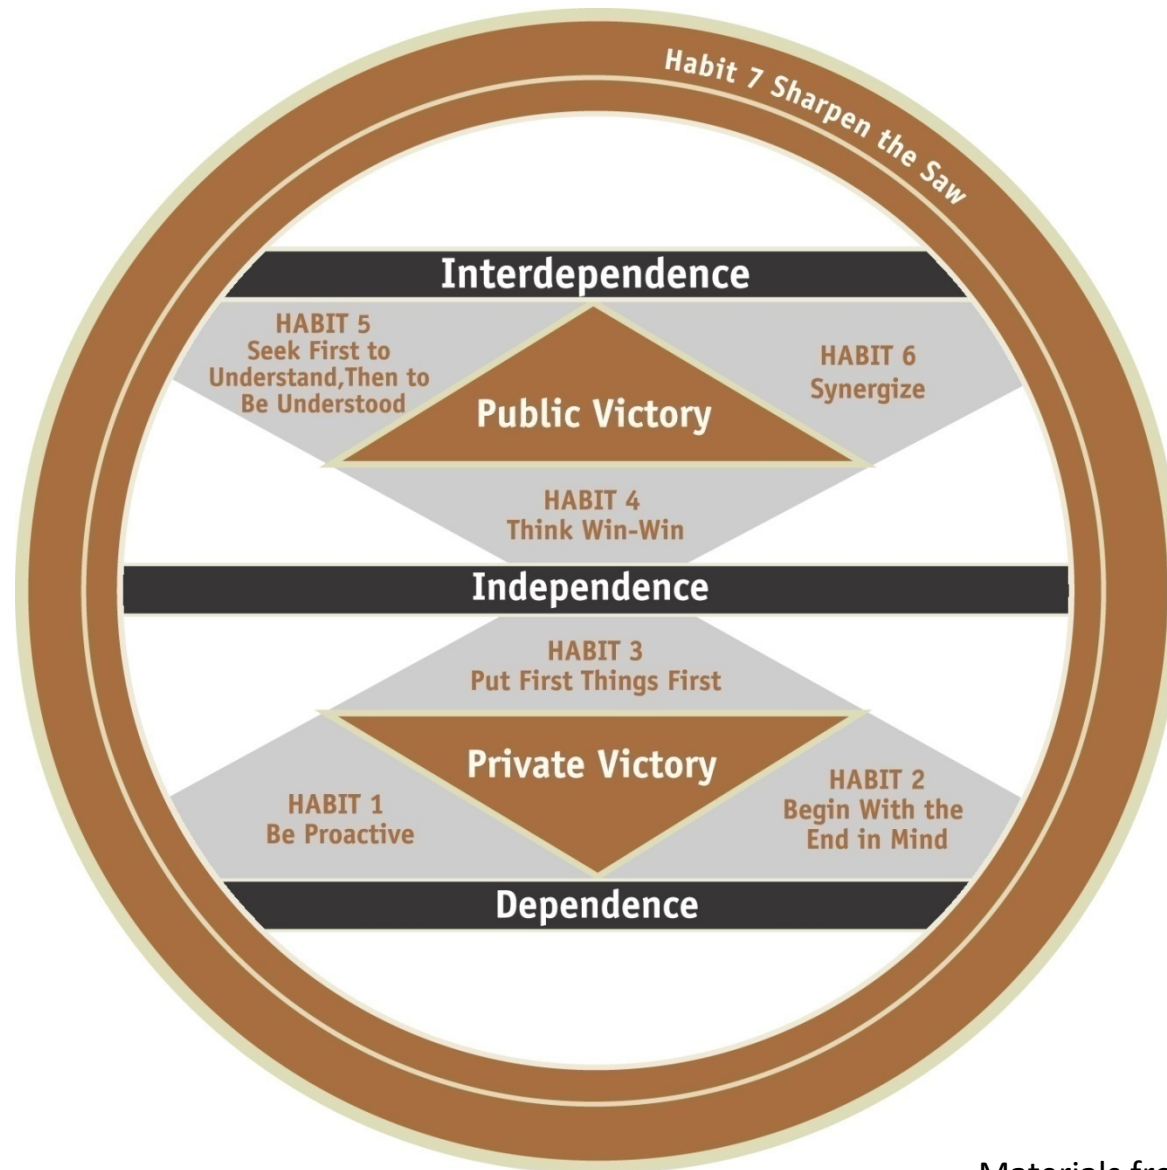 Habit 7 Sharpen the Saw
Interdependence
HABIT 5
Seek First to
Understand,Then to
Be Understood
HABIT 6
Synergize
Public Victory
HABIT 4
Think Win-Win
Independence
HABIT 3
Put First Things First
Private Victory
HABIT 1
Be Proactive
HABIT 2
Begin With the
End in Mind
Dependence
Materials